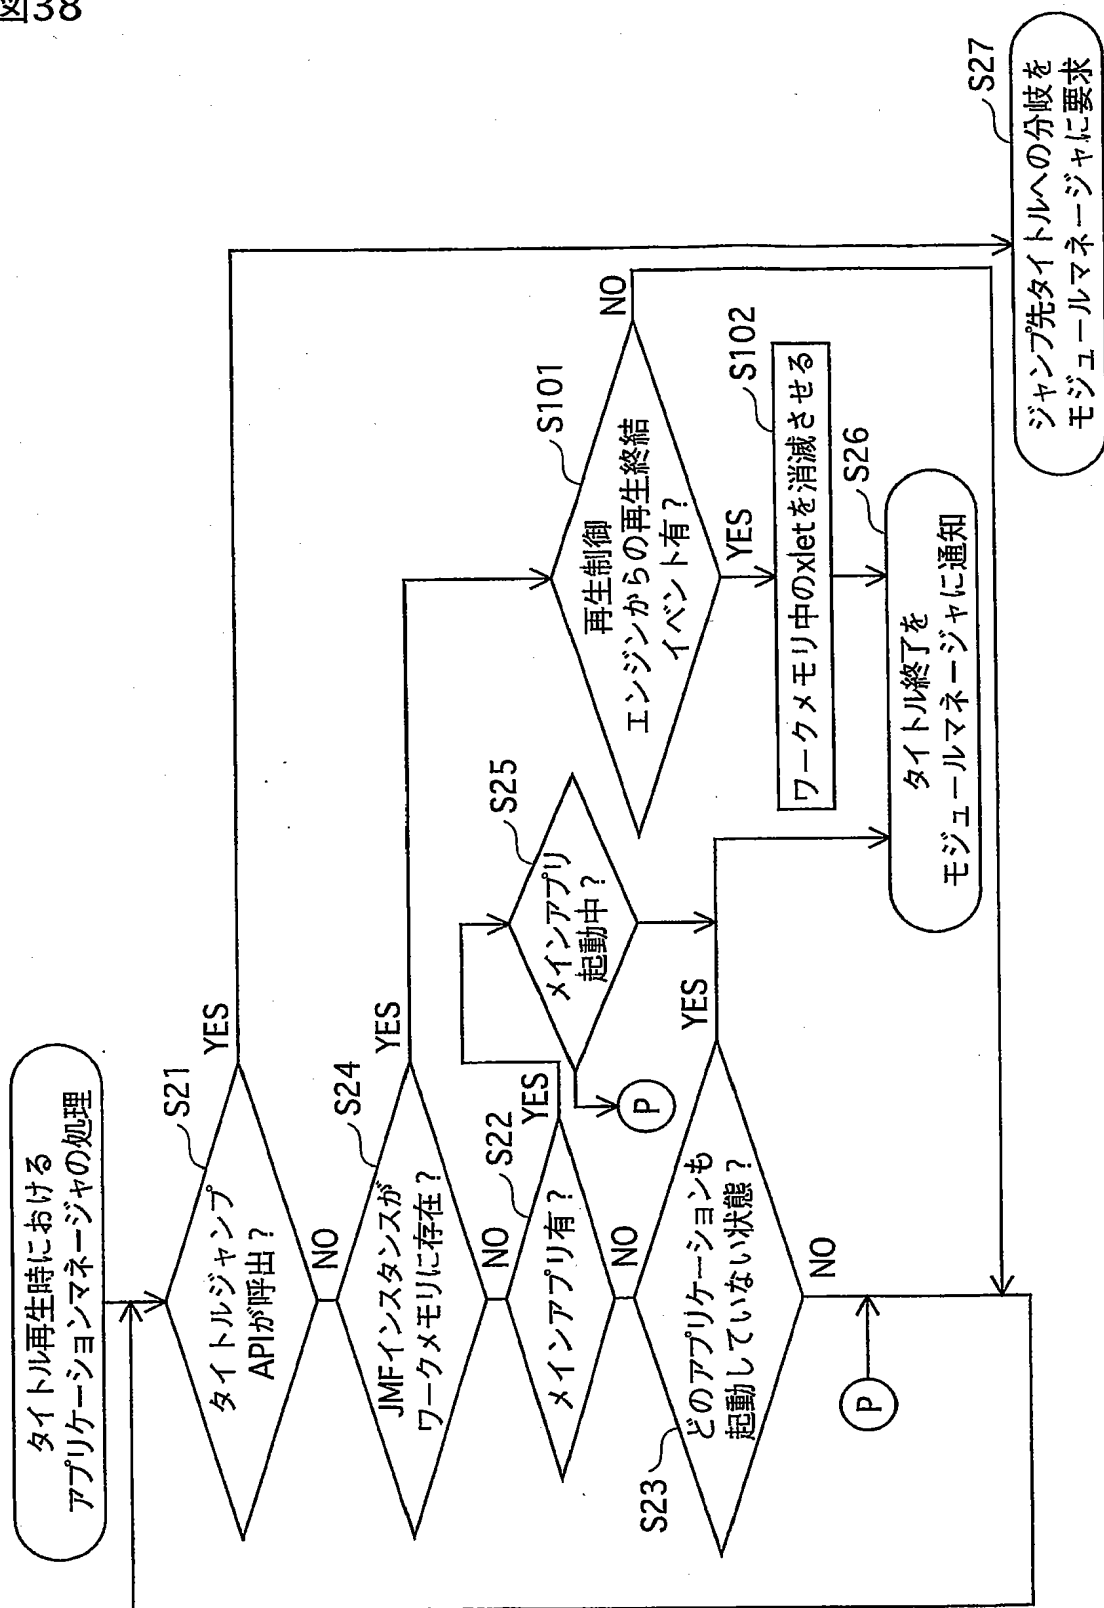 図38
タイトル再生時における
アプリケーションマネージャの処理
S21
タイトルジャンプ
APIが呼出?
YES
NO
S24
JMFインスタンスが
ワークメモリに存在?
YES
NO
S22
メインアプリ有?
YES
NO
S25
メインアプリ
起動中?
P
S23
どのアプリケーションも
起動していない状態?
YES
NO
P
S101
再生制御
エンジンからの再生終結
イベント有?
NO
YES
S102
ワークメモリ中のxletを消滅させる
S26
タイトル終了を
モジュールマネージャに通知
S27
ジャンプ先タイトルへの分岐を
モジュールマネージャに要求